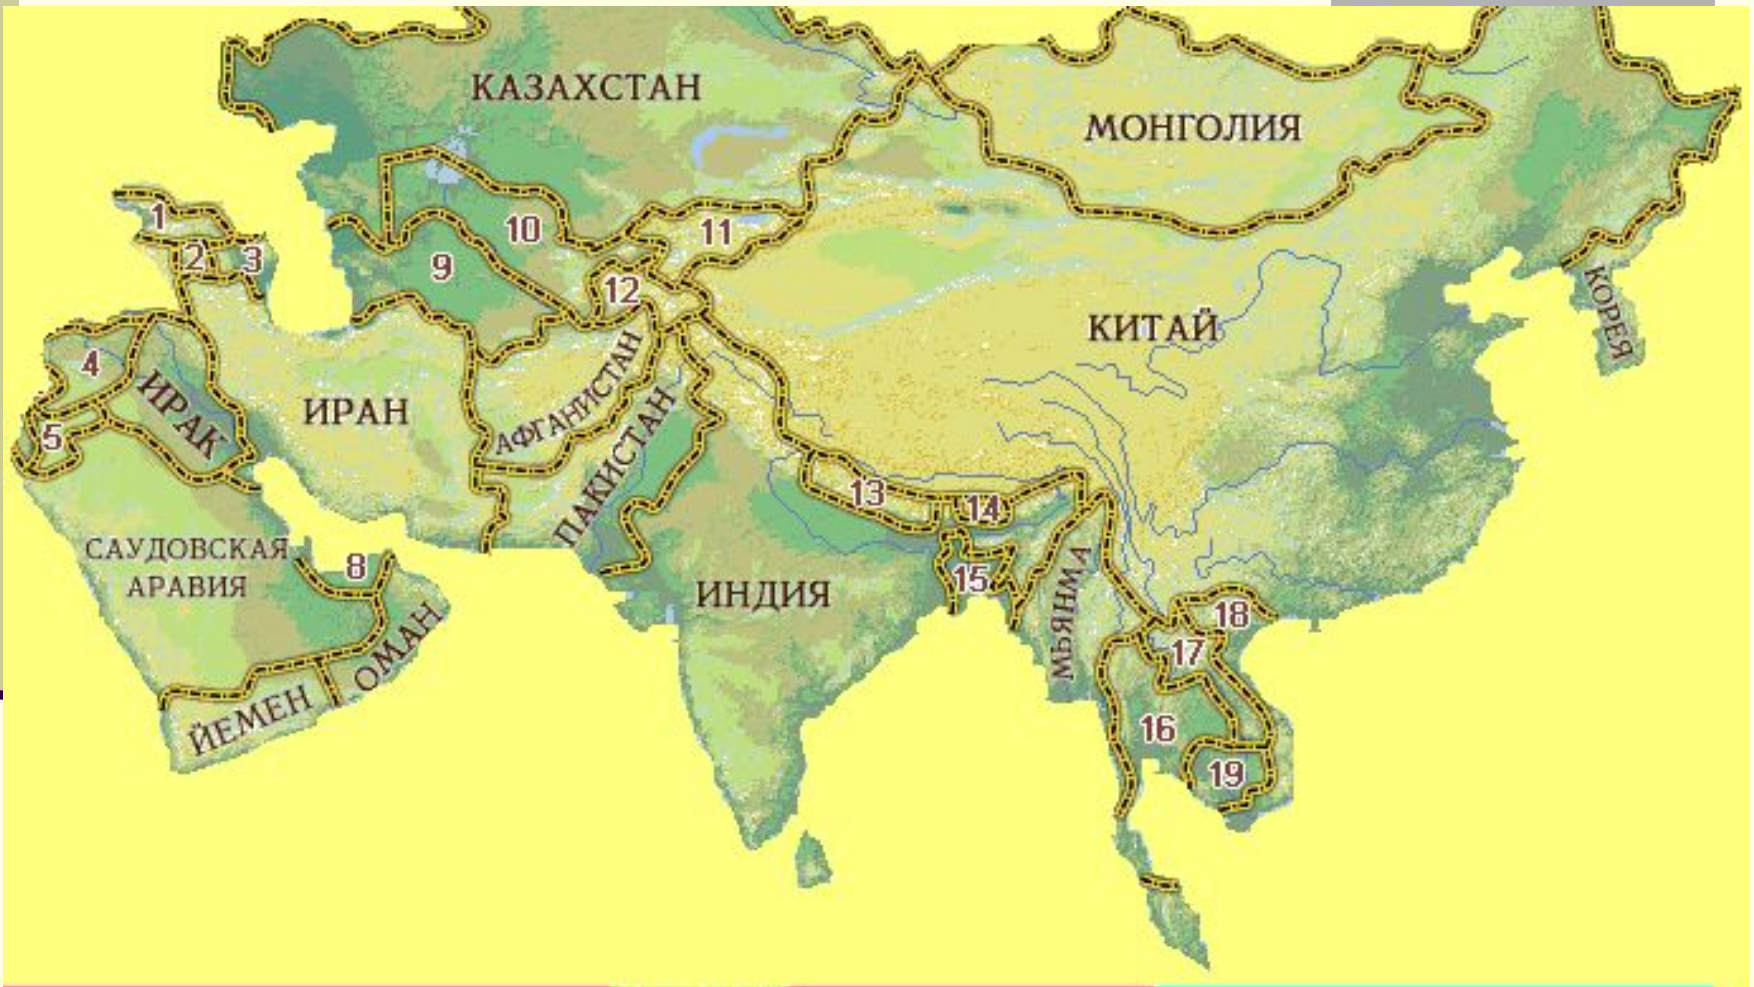 КАЗАХСТАН
МОНГОЛИЯ
1
10
11
2
3
9
12
КИТАЙ
КОРЕЯ
4
ИРАК
ИРАН
АФГАНИСТАН
ПАКИСТАН
5
13
14
САУДОВСКАЯ
АРАВИЯ
8
ИНДИЯ
15
МЬЯНМА
18
17
ОМАН
ЙЕМЕН
16
19